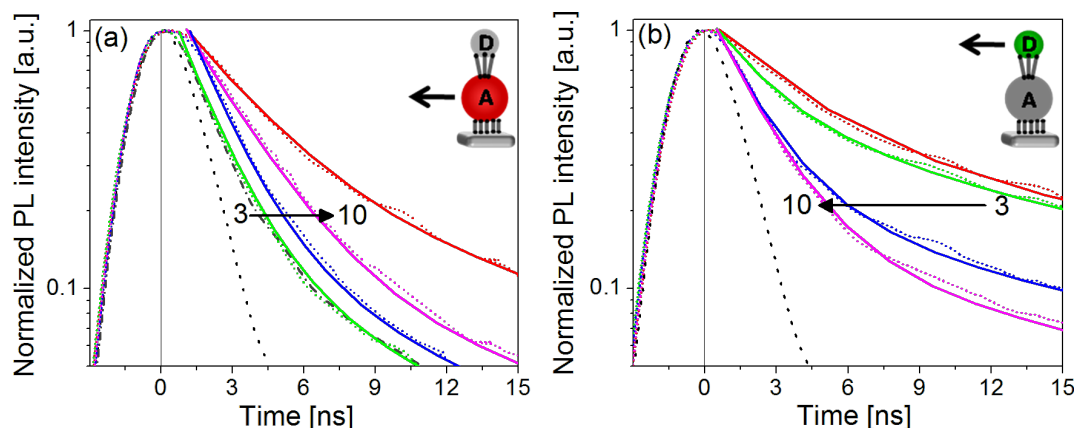 (a)
D
A
1
0.1
3 10
Normalized PL intensity [a.u.]
0 3 6 9 12 15
Time [ns]
(b)
D
A
1
0.1
10 3
Normalized PL intensity [a.u.]
0 3 6 9 12 15
Time [ns]